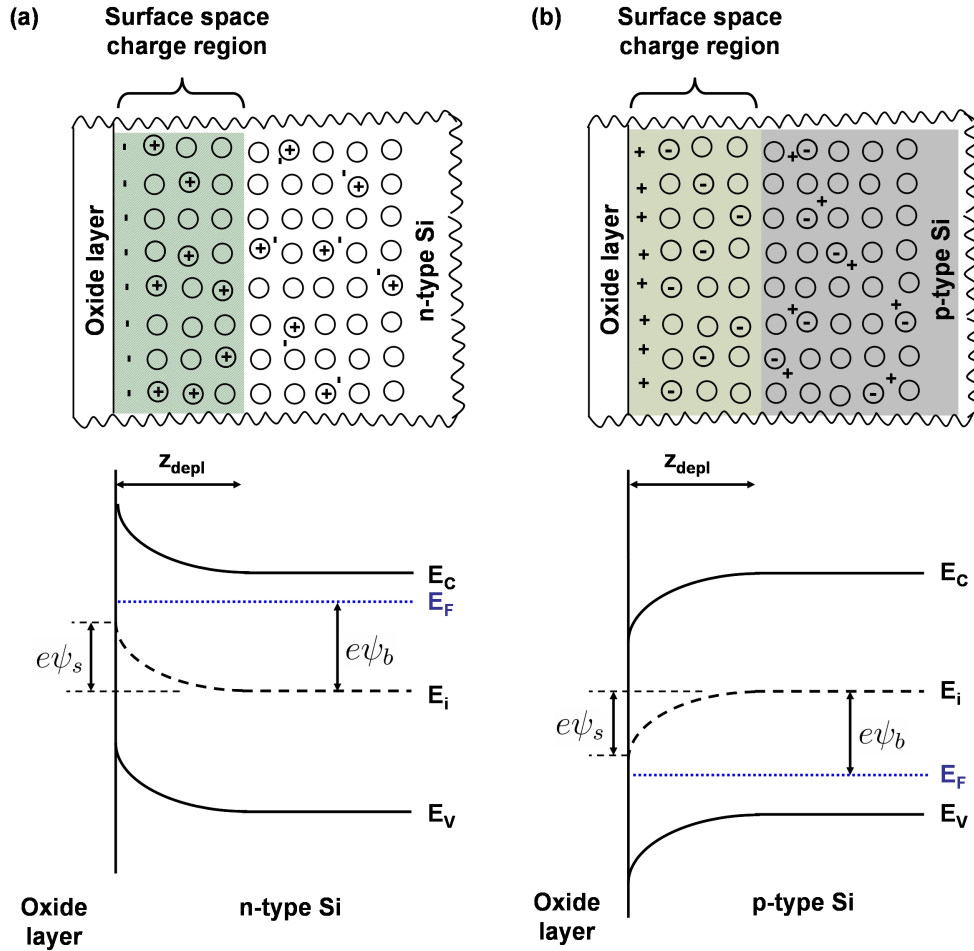 (a)
Surface space
charge region
Oxide layer
n-type Si
z_depl
E_C
E_F
eψ_s
eψ_b
E_i
E_V
Oxide
layer
n-type Si
(b)
Surface space
charge region
Oxide layer
p-type Si
z_depl
E_C
E_i
eψ_s
eψ_b
E_F
E_V
Oxide
layer
p-type Si